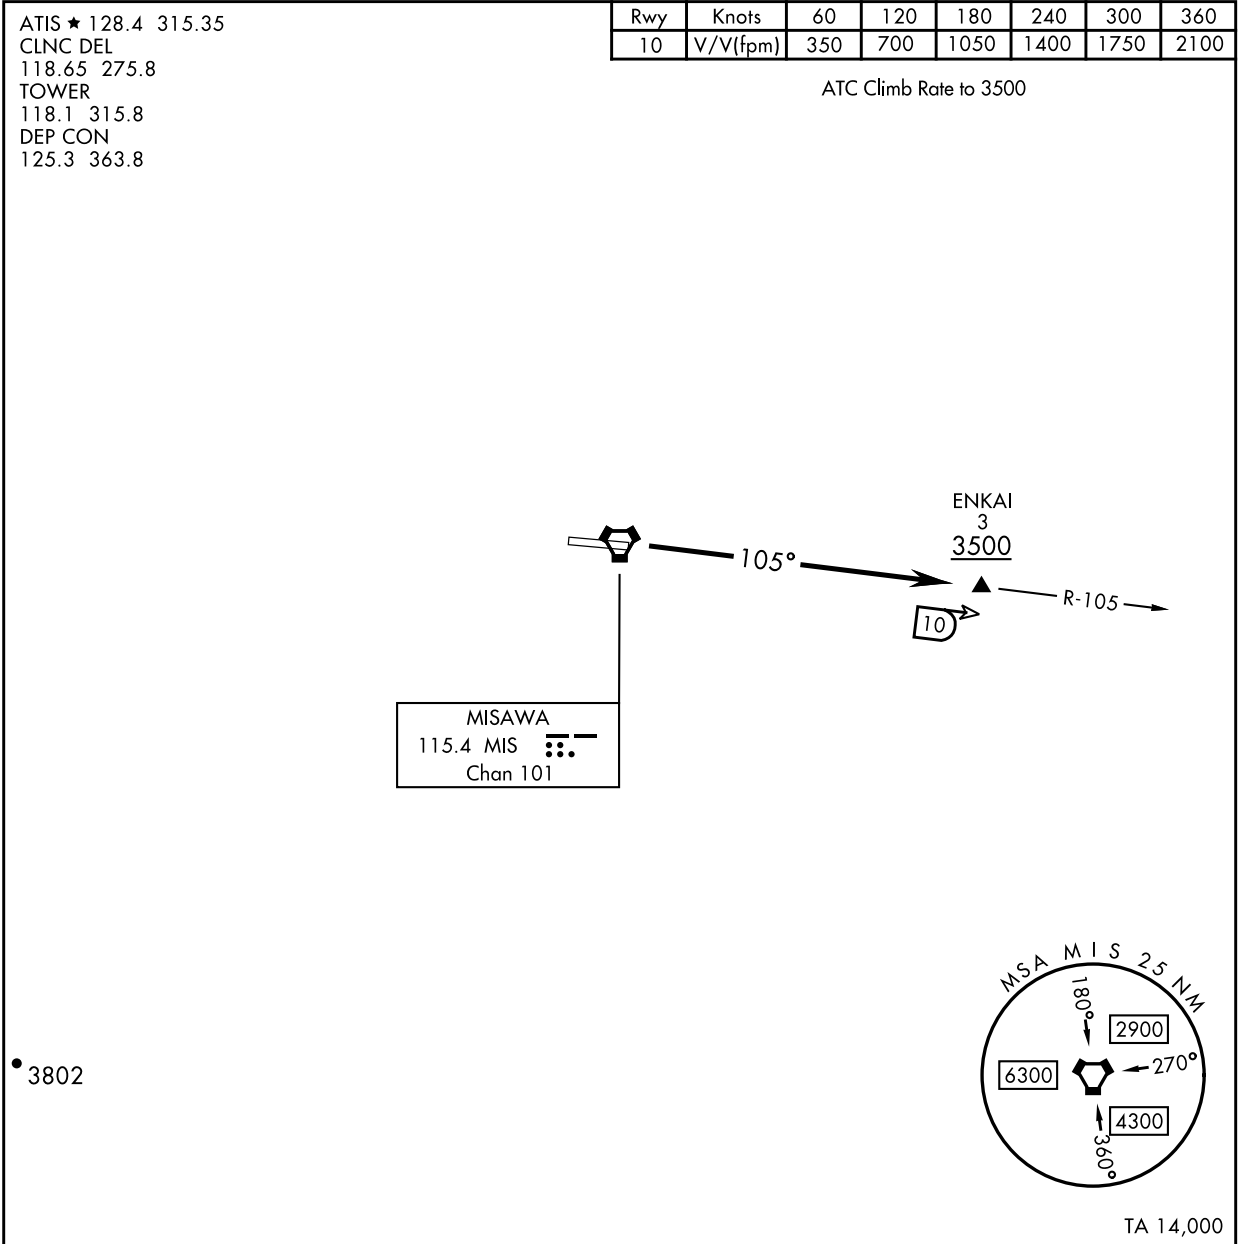 ATIS ★ 128.4 315.35
CLNC DEL
118.65 275.8
TOWER
118.1 315.8
DEP CON
125.3 363.8
Rwy Knots 60 120 180 240 300 360
10 V/V(fpm) 350 700 1050 1400 1750 2100
ATC Climb Rate to 3500
ENKAI
3
3500
105°
R-105
10
MISAWA
115.4 MIS
Chan 101
3802
MSA MIS 25 NM
180°
2900
270°
6300
4300
360°
TA 14,000